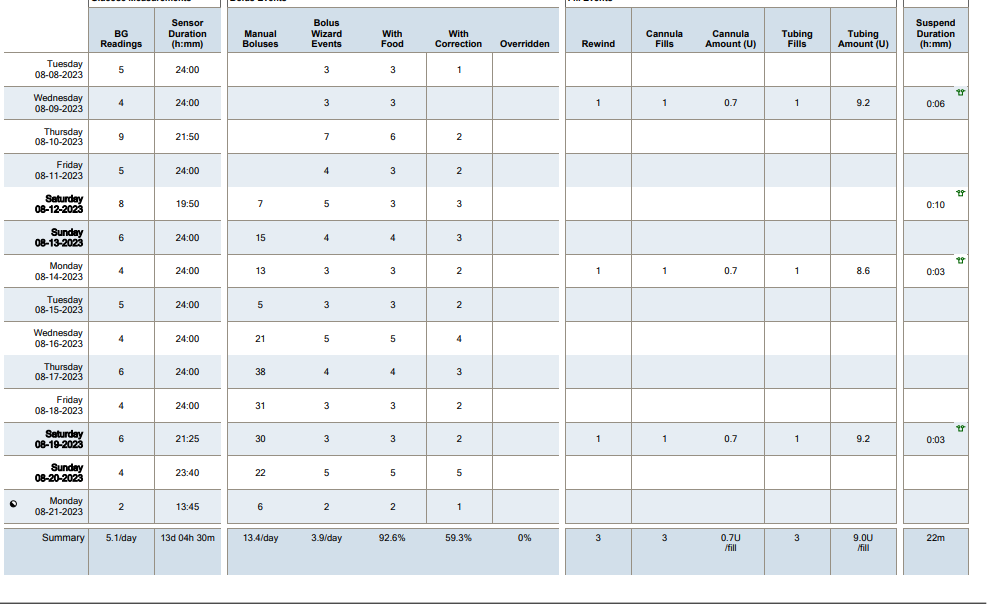 Glucose Measurements Bolus Events Fill Events
BG Readings Sensor Duration (h:mm) Manual Boluses Bolus Wizard Events With Food With Correction Overridden Rewind Cannula Fills Cannula Amount (U) Tubing Fills Tubing Amount (U) Suspend Duration (h:mm)
Tuesday 08-08-2023 5 24:00 3 3 1
Wednesday 08-09-2023 4 24:00 3 3 1 1 0.7 1 9.2 0:06
Thursday 08-10-2023 9 21:50 7 6 2
Friday 08-11-2023 5 24:00 4 3 2
Saturday 08-12-2023 8 19:50 7 5 3 3 0:10
Sunday 08-13-2023 6 24:00 15 4 4 3
Monday 08-14-2023 4 24:00 13 3 3 2 1 1 0.7 1 8.6 0:03
Tuesday 08-15-2023 5 24:00 5 3 3 2
Wednesday 08-16-2023 4 24:00 21 5 5 4
Thursday 08-17-2023 6 24:00 38 4 4 3
Friday 08-18-2023 4 24:00 31 3 3 2
Saturday 08-19-2023 6 21:25 30 3 3 2 1 1 0.7 1 9.2 0:03
Sunday 08-20-2023 4 23:40 22 5 5 5
Monday 08-21-2023 2 13:45 6 2 2 1
Summary 5.1/day 13d 04h 30m 13.4/day 3.9/day 92.6% 59.3% 0% 3 3 0.7U /fill 3 9.0U /fill 22m